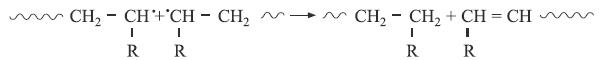 CH₂ – CH• + •CH – CH₂ ⟶ CH₂ – CH₂ + CH = CH
R R R R